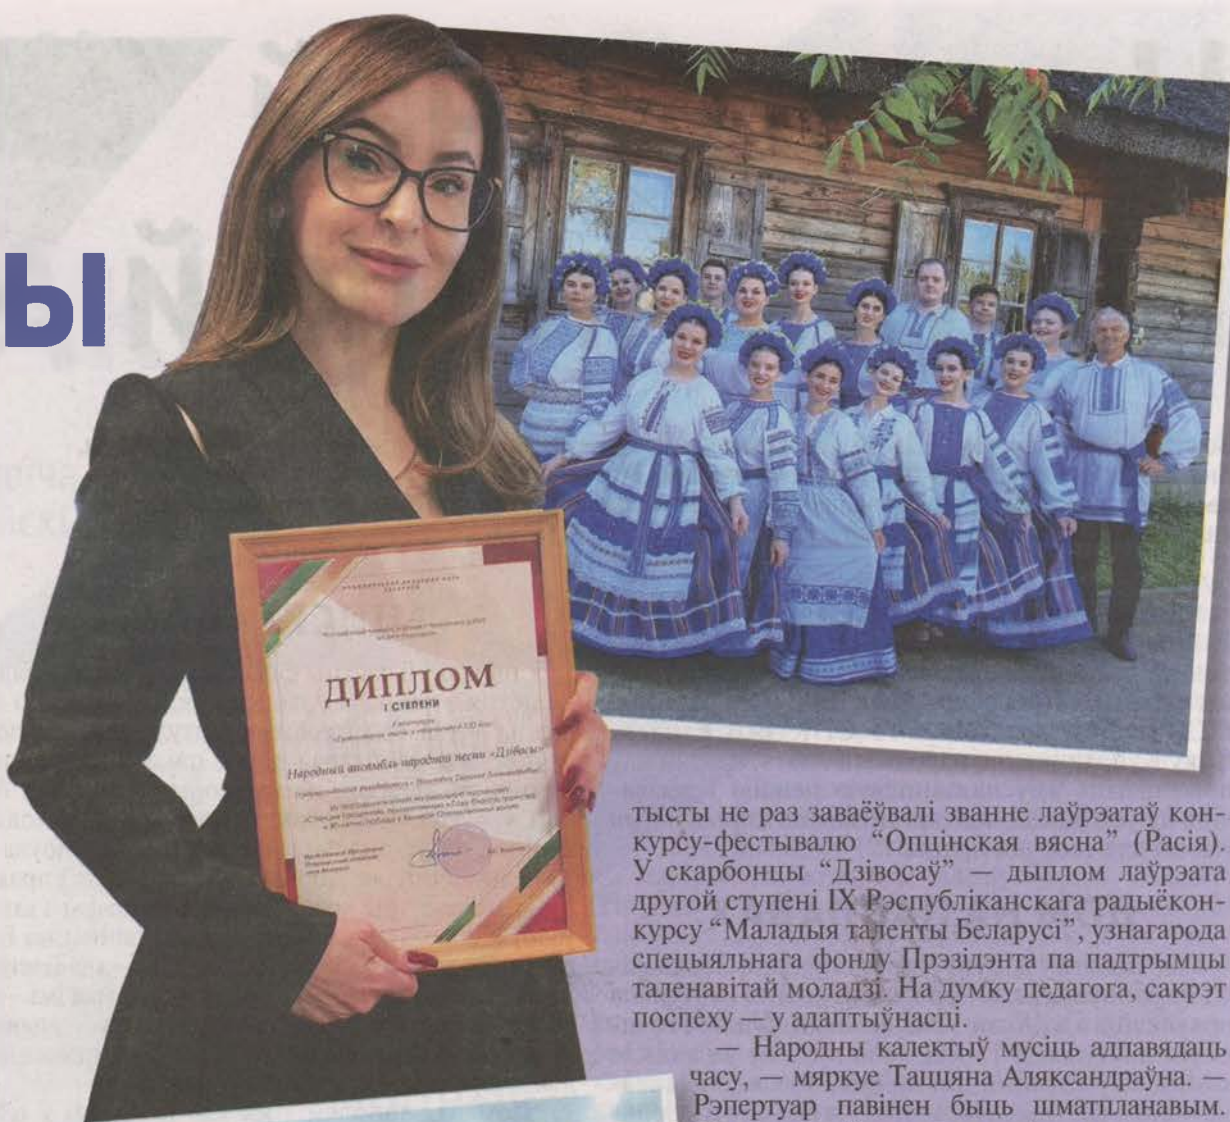 Ы
ДИПЛОМ
I СТЕПЕНИ
Народный ансамбль народной песни «Дзівосы»
тысты не раз заваёўвалі званне лаўрэатаў кон-
курсу-фестывалю “Опцінская вясна” (Расія).
У скарбонцы “Дзівосаў” — дыплом лаўрэата
другой ступені IX Рэспубліканскага радыёкон-
курсу “Маладыя таленты Беларусі”, узнагарода
спецыяльнага фонду Прэзідэнта па падтрымцы
таленавітай моладзі. На думку педагога, сакрэт
поспеху — у адаптыўнасці.
— Народны калектыў мусіць адпавядаць
часу, — мяркуе Таццяна Аляксандраўна. —
Рэпертуар павінен быць шматпланавым.